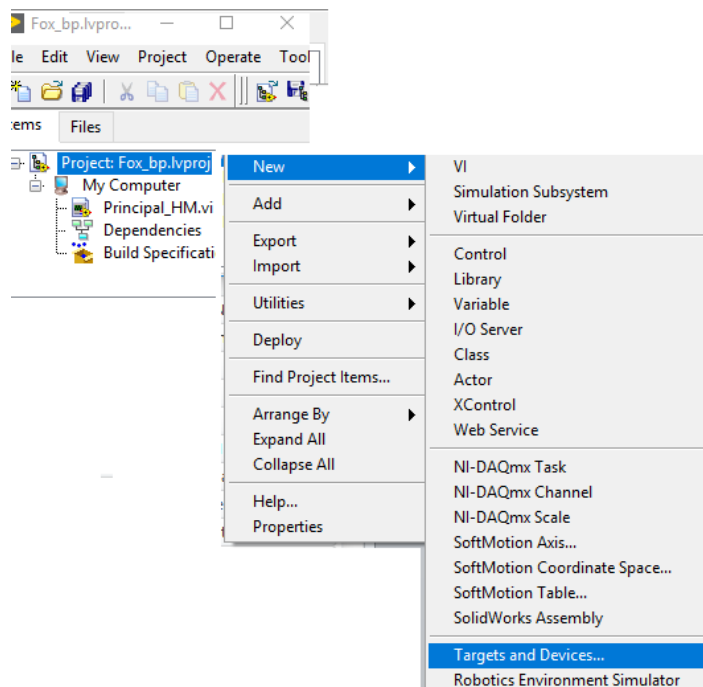 Fox_bp.lvpro...
le Edit View Project Operate Tool
ems Files
Project: Fox_bp.lvproj
My Computer
Principal_HM.vi
Dependencies
Build Specificati
New
Add
Export
Import
Utilities
Deploy
Find Project Items...
Arrange By
Expand All
Collapse All
Help...
Properties
VI
Simulation Subsystem
Virtual Folder
Control
Library
Variable
I/O Server
Class
Actor
XControl
Web Service
NI-DAQmx Task
NI-DAQmx Channel
NI-DAQmx Scale
SoftMotion Axis...
SoftMotion Coordinate Space...
SoftMotion Table...
SolidWorks Assembly
Targets and Devices...
Robotics Environment Simulator